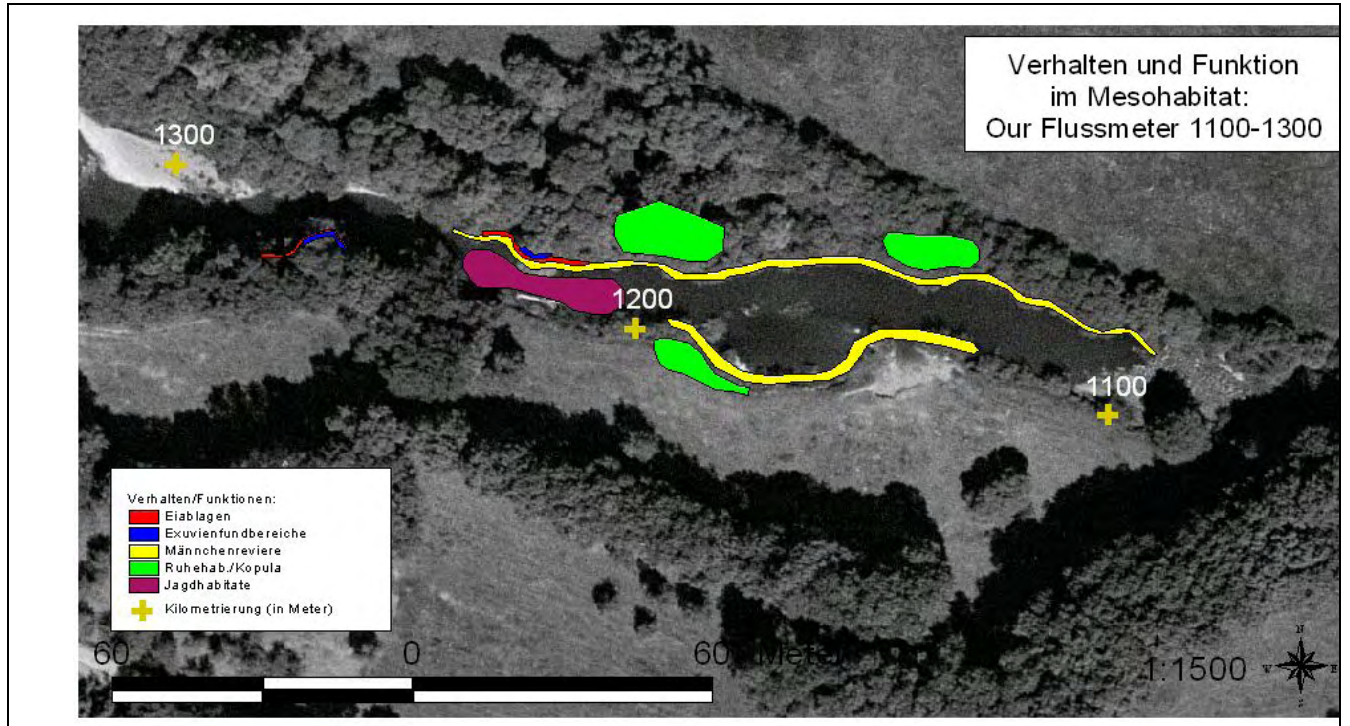 Verhalten und Funktion
im Mesohabitat:
Our Flussmeter 1100-1300
1300
1200
1100
Verhalten/Funktionen:
Eiablagen
Exuvienfundbereiche
Männchenreviere
Ruhehab./Kopula
Jagdhabitate
Kilometrierung (in Meter)
60 0 60 Meter
1:1500
N
W E
S